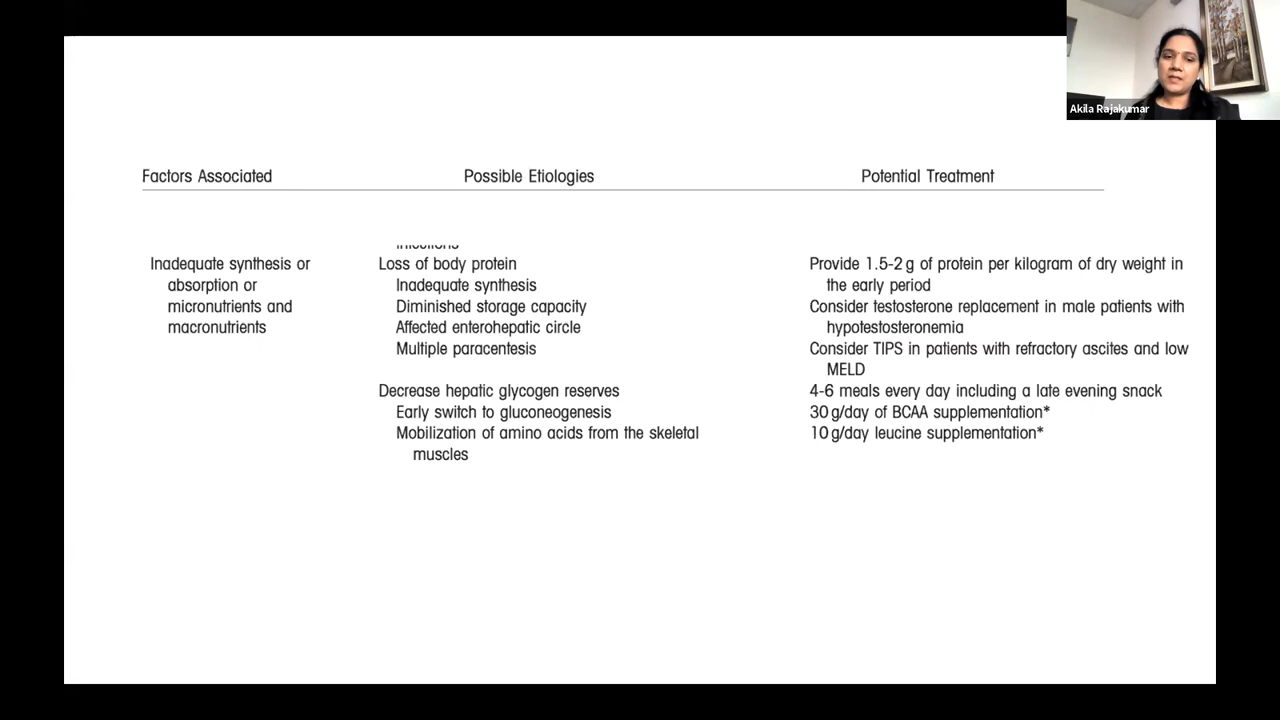 Akila Rajakumar
Factors Associated
Possible Etiologies
Potential Treatment
Inadequate synthesis or
absorption or
micronutrients and
macronutrients
infections
Loss of body protein
Inadequate synthesis
Diminished storage capacity
Affected enterohepatic circle
Multiple paracentesis
Decrease hepatic glycogen reserves
Early switch to gluconeogenesis
Mobilization of amino acids from the skeletal
muscles
Provide 1.5-2 g of protein per kilogram of dry weight in
the early period
Consider testosterone replacement in male patients with
hypotestosteronemia
Consider TIPS in patients with refractory ascites and low
MELD
4-6 meals every day including a late evening snack
30 g/day of BCAA supplementation*
10 g/day leucine supplementation*